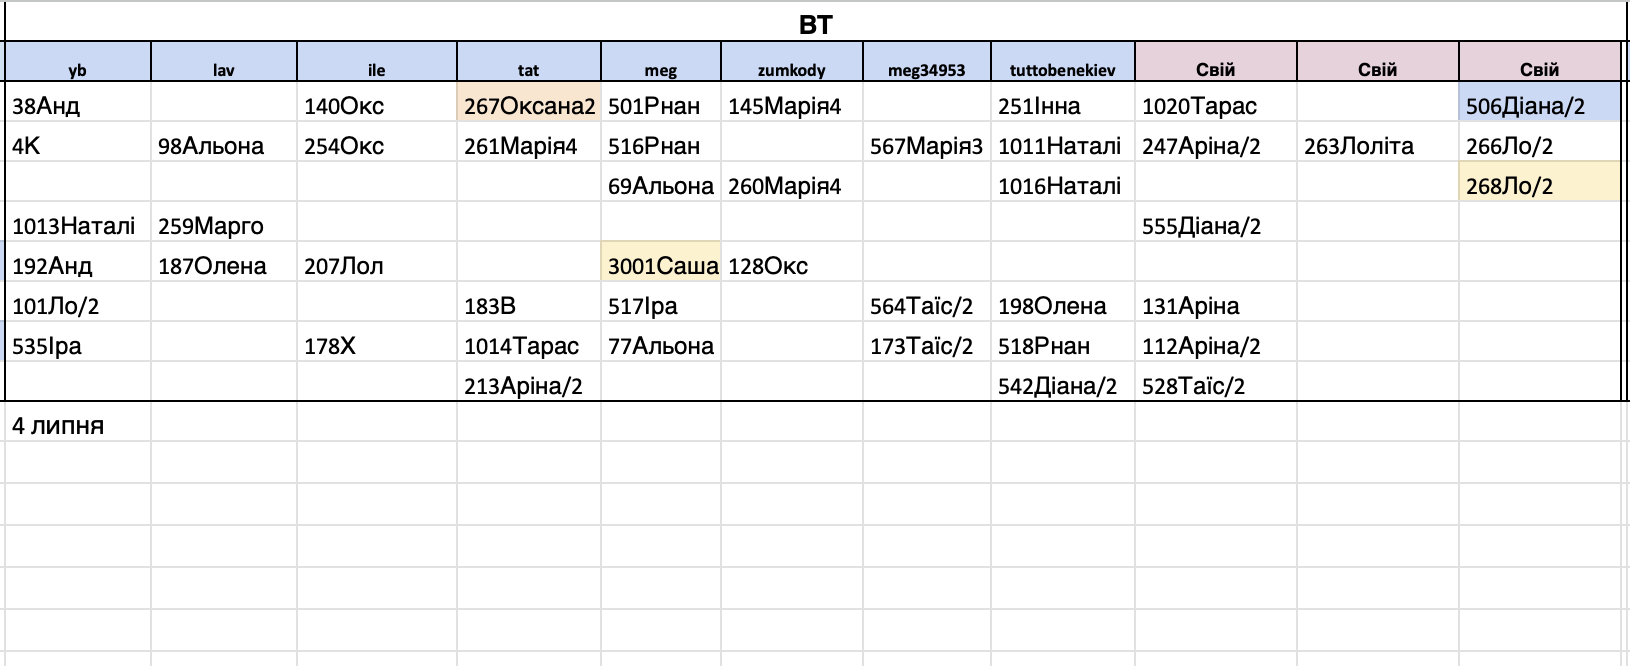 ВТ
yb lav ile tat meg zumkody meg34953 tuttobenekiev Свій Свій Свій
38Анд 140Окс 267Оксана2 501Рнан 145Марія4 251Інна 1020Тарас 506Діана/2
4К 98Альона 254Окс 261Марія4 516Рнан 567Марія3 1011Наталі 247Аріна/2 263Лоліта 266Ло/2
69Альона 260Марія4 1016Наталі 268Ло/2
1013Наталі 259Марго 555Діана/2
192Анд 187Олена 207Лол 3001Саша 128Окс
101Ло/2 183В 517Іра 564Таїс/2 198Олена 131Аріна
535Іра 178Х 1014Тарас 77Альона 173Таїс/2 518Рнан 112Аріна/2
213Аріна/2 542Діана/2 528Таїс/2
4 липня